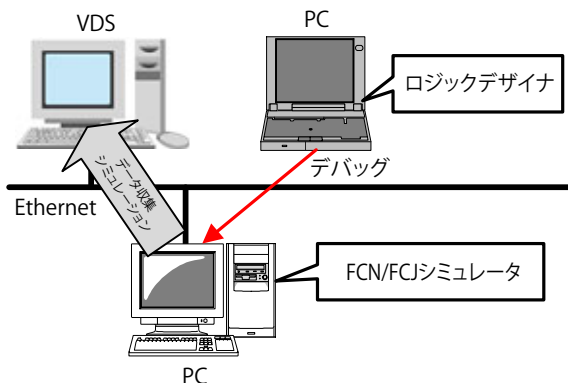 VDS
PC
ロジックデザイナ
デバッグ
データ収集
シミュレーション
Ethernet
FCN/FCJシミュレータ
PC